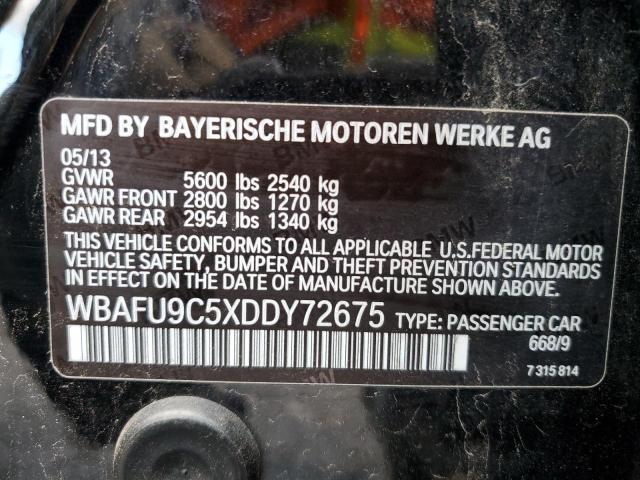 MFD BY BAYERISCHE MOTOREN WERKE AG
05/13
GVWR 5600 lbs 2540 kg
GAWR FRONT 2800 lbs 1270 kg
GAWR REAR 2954 lbs 1340 kg
THIS VEHICLE CONFORMS TO ALL APPLICABLE U.S.FEDERAL MOTOR
VEHICLE SAFETY, BUMPER AND THEFT PREVENTION STANDARDS
IN EFFECT ON THE DATE OF MANUFACTURE SHOWN ABOVE.
WBAFU9C5XDDY72675 TYPE: PASSENGER CAR
668/9
7 315 814